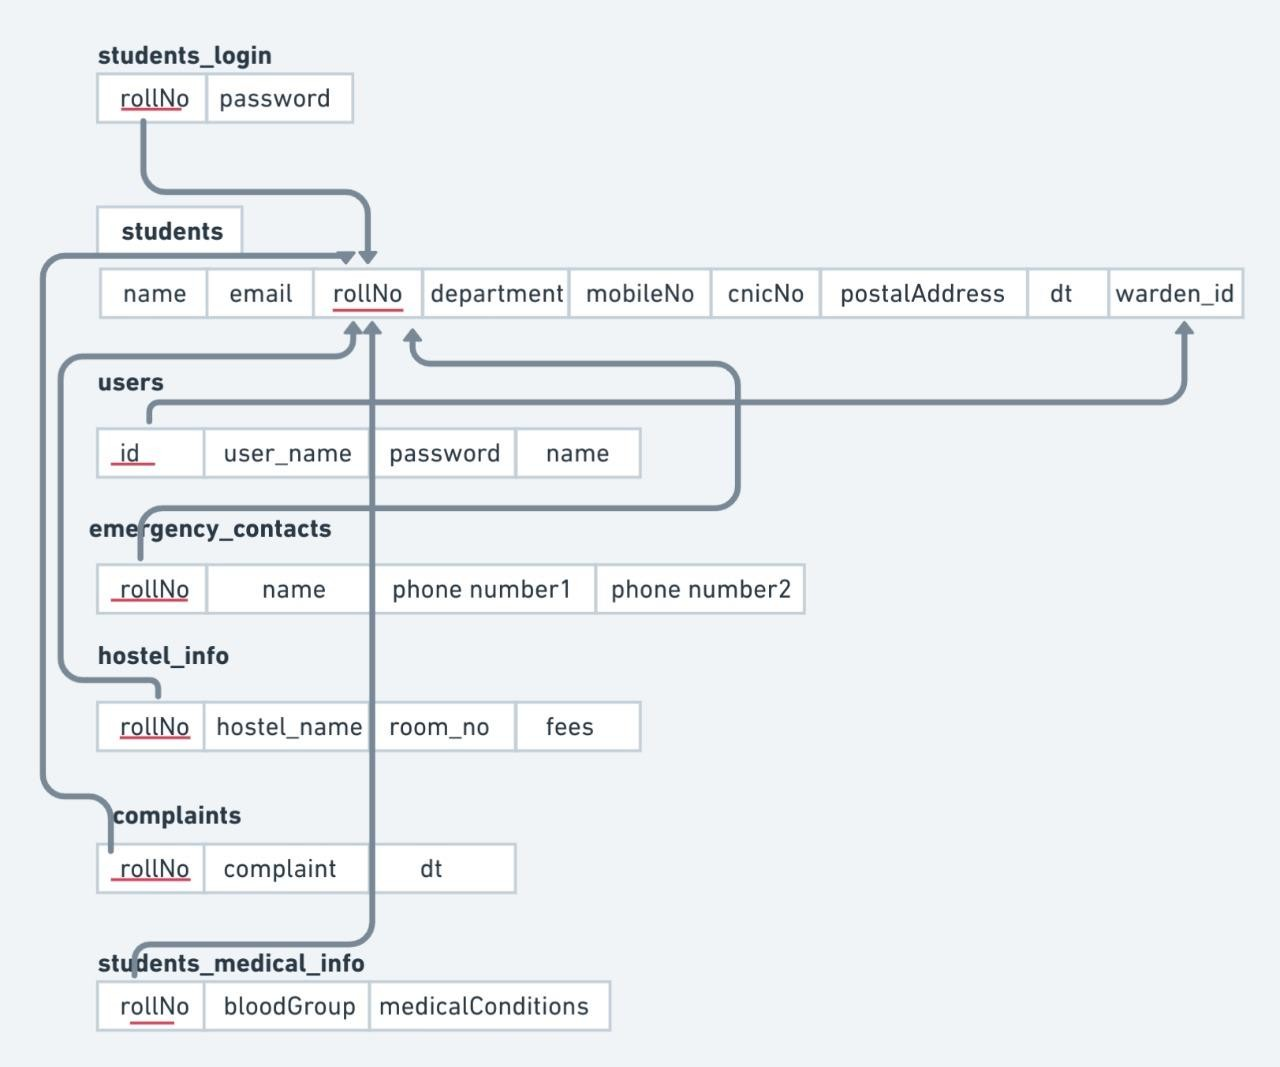 students_login
rollNo password
students
name email rollNo department mobileNo cnicNo postalAddress dt warden_id
users
id user_name password name
emergency_contacts
rollNo name phone number1 phone number2
hostel_info
rollNo hostel_name room_no fees
complaints
rollNo complaint dt
students_medical_info
rollNo bloodGroup medicalConditions